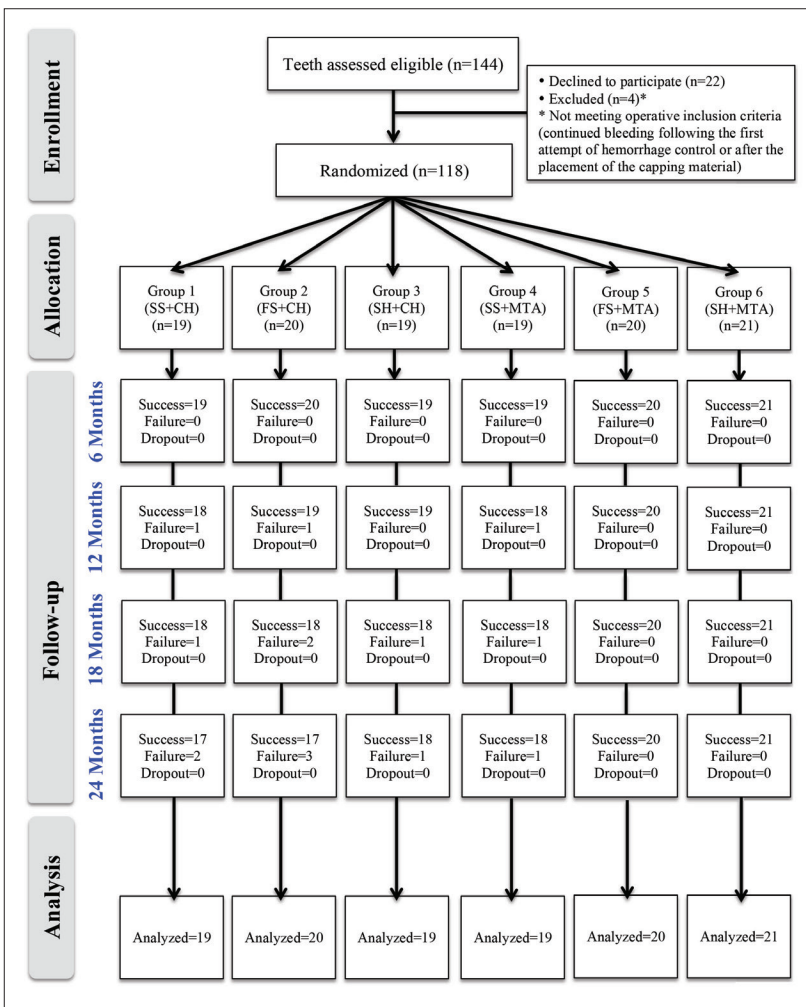 Enrollment
Teeth assessed eligible (n=144)
• Declined to participate (n=22)
• Excluded (n=4)*
* Not meeting operative inclusion criteria
(continued bleeding following the first
attempt of hemorrhage control or after the
placement of the capping material)
Randomized (n=118)
Allocation
Group 1
(SS+CH)
(n=19)
Group 2
(FS+CH)
(n=20)
Group 3
(SH+CH)
(n=19)
Group 4
(SS+MTA)
(n=19)
Group 5
(FS+MTA)
(n=20)
Group 6
(SH+MTA)
(n=21)
Follow-up
6 Months
Success=19
Failure=0
Dropout=0
Success=20
Failure=0
Dropout=0
Success=19
Failure=0
Dropout=0
Success=19
Failure=0
Dropout=0
Success=20
Failure=0
Dropout=0
Success=21
Failure=0
Dropout=0
12 Months
Success=18
Failure=1
Dropout=0
Success=19
Failure=1
Dropout=0
Success=19
Failure=0
Dropout=0
Success=18
Failure=1
Dropout=0
Success=20
Failure=0
Dropout=0
Success=21
Failure=0
Dropout=0
18 Months
Success=18
Failure=1
Dropout=0
Success=18
Failure=2
Dropout=0
Success=18
Failure=1
Dropout=0
Success=18
Failure=1
Dropout=0
Success=20
Failure=0
Dropout=0
Success=21
Failure=0
Dropout=0
24 Months
Success=17
Failure=2
Dropout=0
Success=17
Failure=3
Dropout=0
Success=18
Failure=1
Dropout=0
Success=18
Failure=1
Dropout=0
Success=20
Failure=0
Dropout=0
Success=21
Failure=0
Dropout=0
Analysis
Analyzed=19
Analyzed=20
Analyzed=19
Analyzed=19
Analyzed=20
Analyzed=21